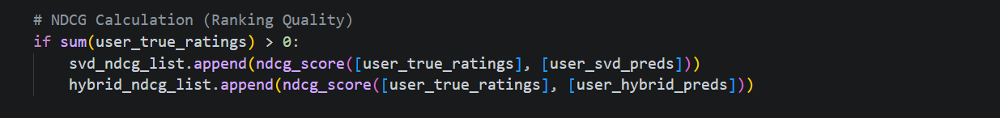 # NDCG Calculation (Ranking Quality)
if sum(user_true_ratings) > 0:
    svd_ndcg_list.append(ndcg_score([user_true_ratings], [user_svd_preds]))
    hybrid_ndcg_list.append(ndcg_score([user_true_ratings], [user_hybrid_preds]))